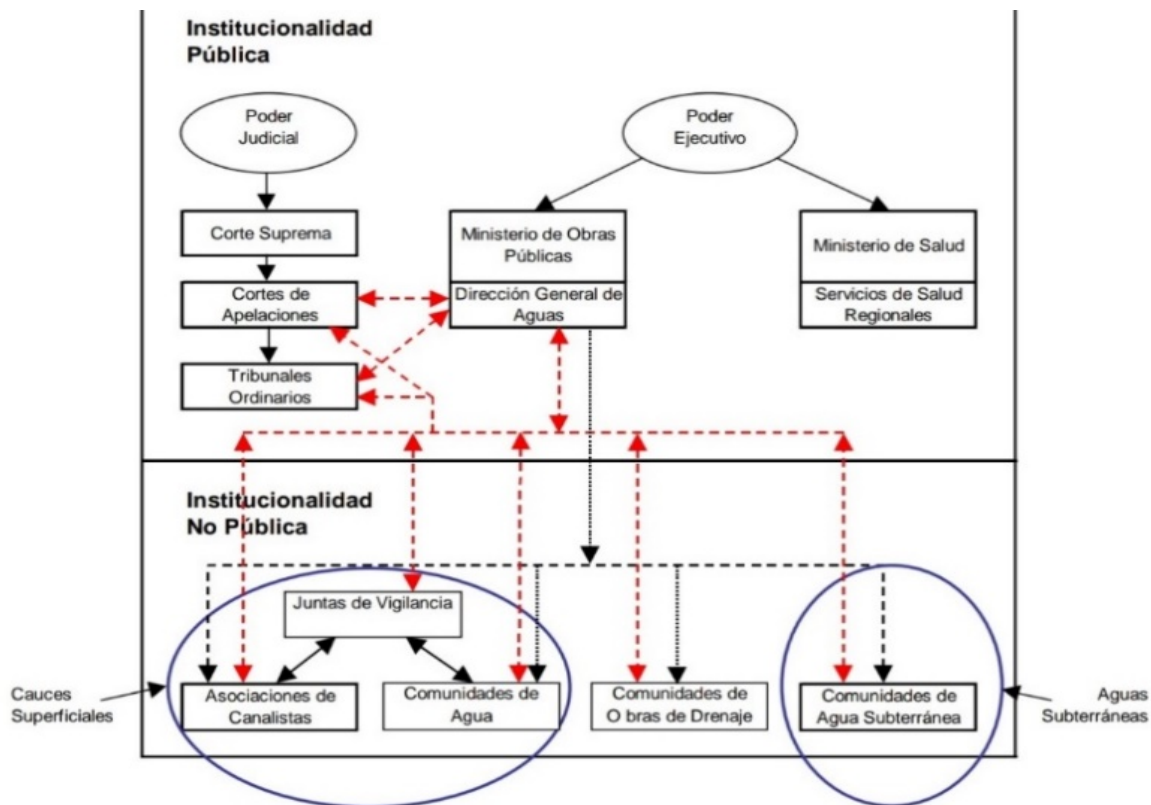 Institucionalidad
Pública
Poder
Judicial
Poder
Ejecutivo
Corte Suprema
Ministerio de Obras
Públicas
Ministerio de Salud
Cortes de
Apelaciones
Dirección General de
Aguas
Servicios de Salud
Regionales
Tribunales
Ordinarios
Institucionalidad
No Pública
Juntas de Vigilancia
Cauces
Superficiales
Asociaciones de
Canalistas
Comunidades de
Agua
Comunidades de
O bras de Drenaje
Comunidades de
Agua Subterránea
Aguas
Subterráneas